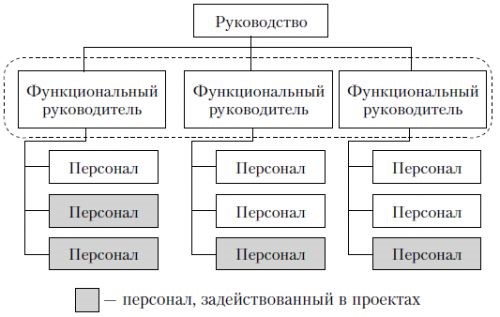 Руководство
Функциональный
руководитель
Функциональный
руководитель
Функциональный
руководитель
Персонал
Персонал
Персонал
Персонал
Персонал
Персонал
Персонал
Персонал
Персонал
— персонал, задействованный в проектах